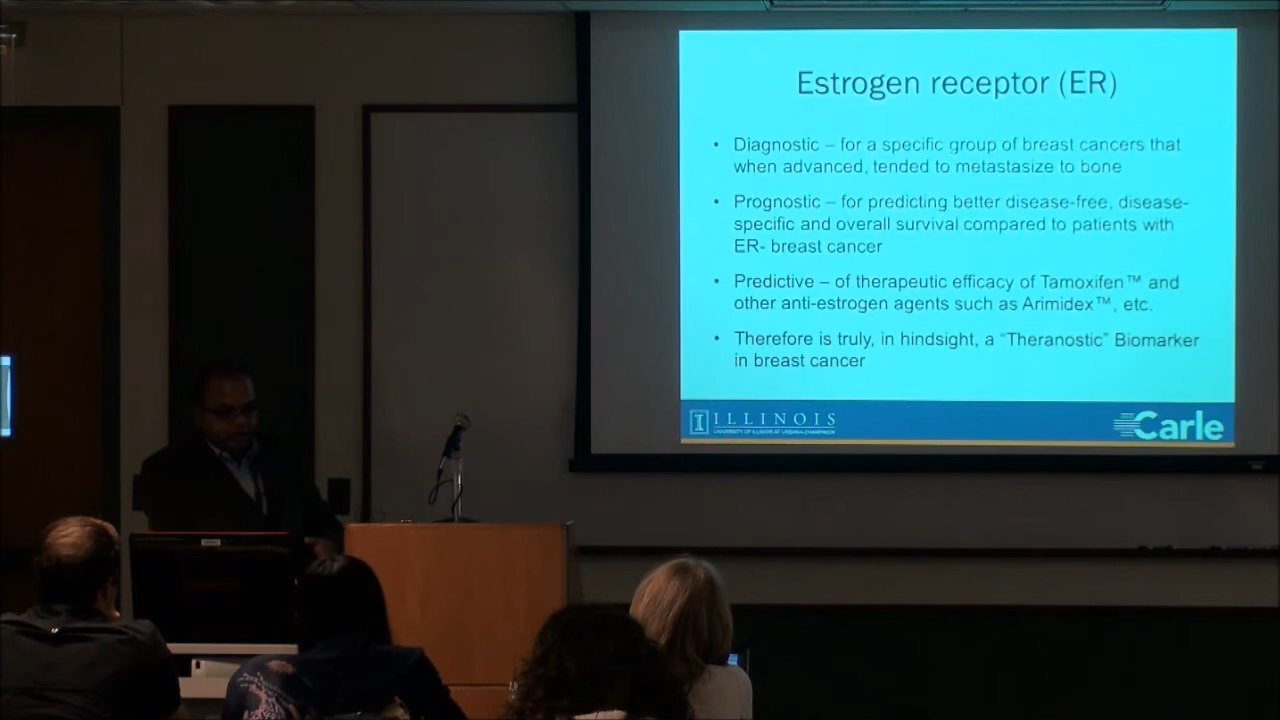 Estrogen receptor (ER)
• Diagnostic – for a specific group of breast cancers that
when advanced, tended to metastasize to bone
• Prognostic – for predicting better disease-free, disease-
specific and overall survival compared to patients with
ER- breast cancer
• Predictive – of therapeutic efficacy of Tamoxifen™ and
other anti-estrogen agents such as Arimidex™, etc.
• Therefore is truly, in hindsight, a “Theranostic” Biomarker
in breast cancer
I ILLINOIS
UNIVERSITY OF ILLINOIS AT URBANA-CHAMPAIGN
Carle